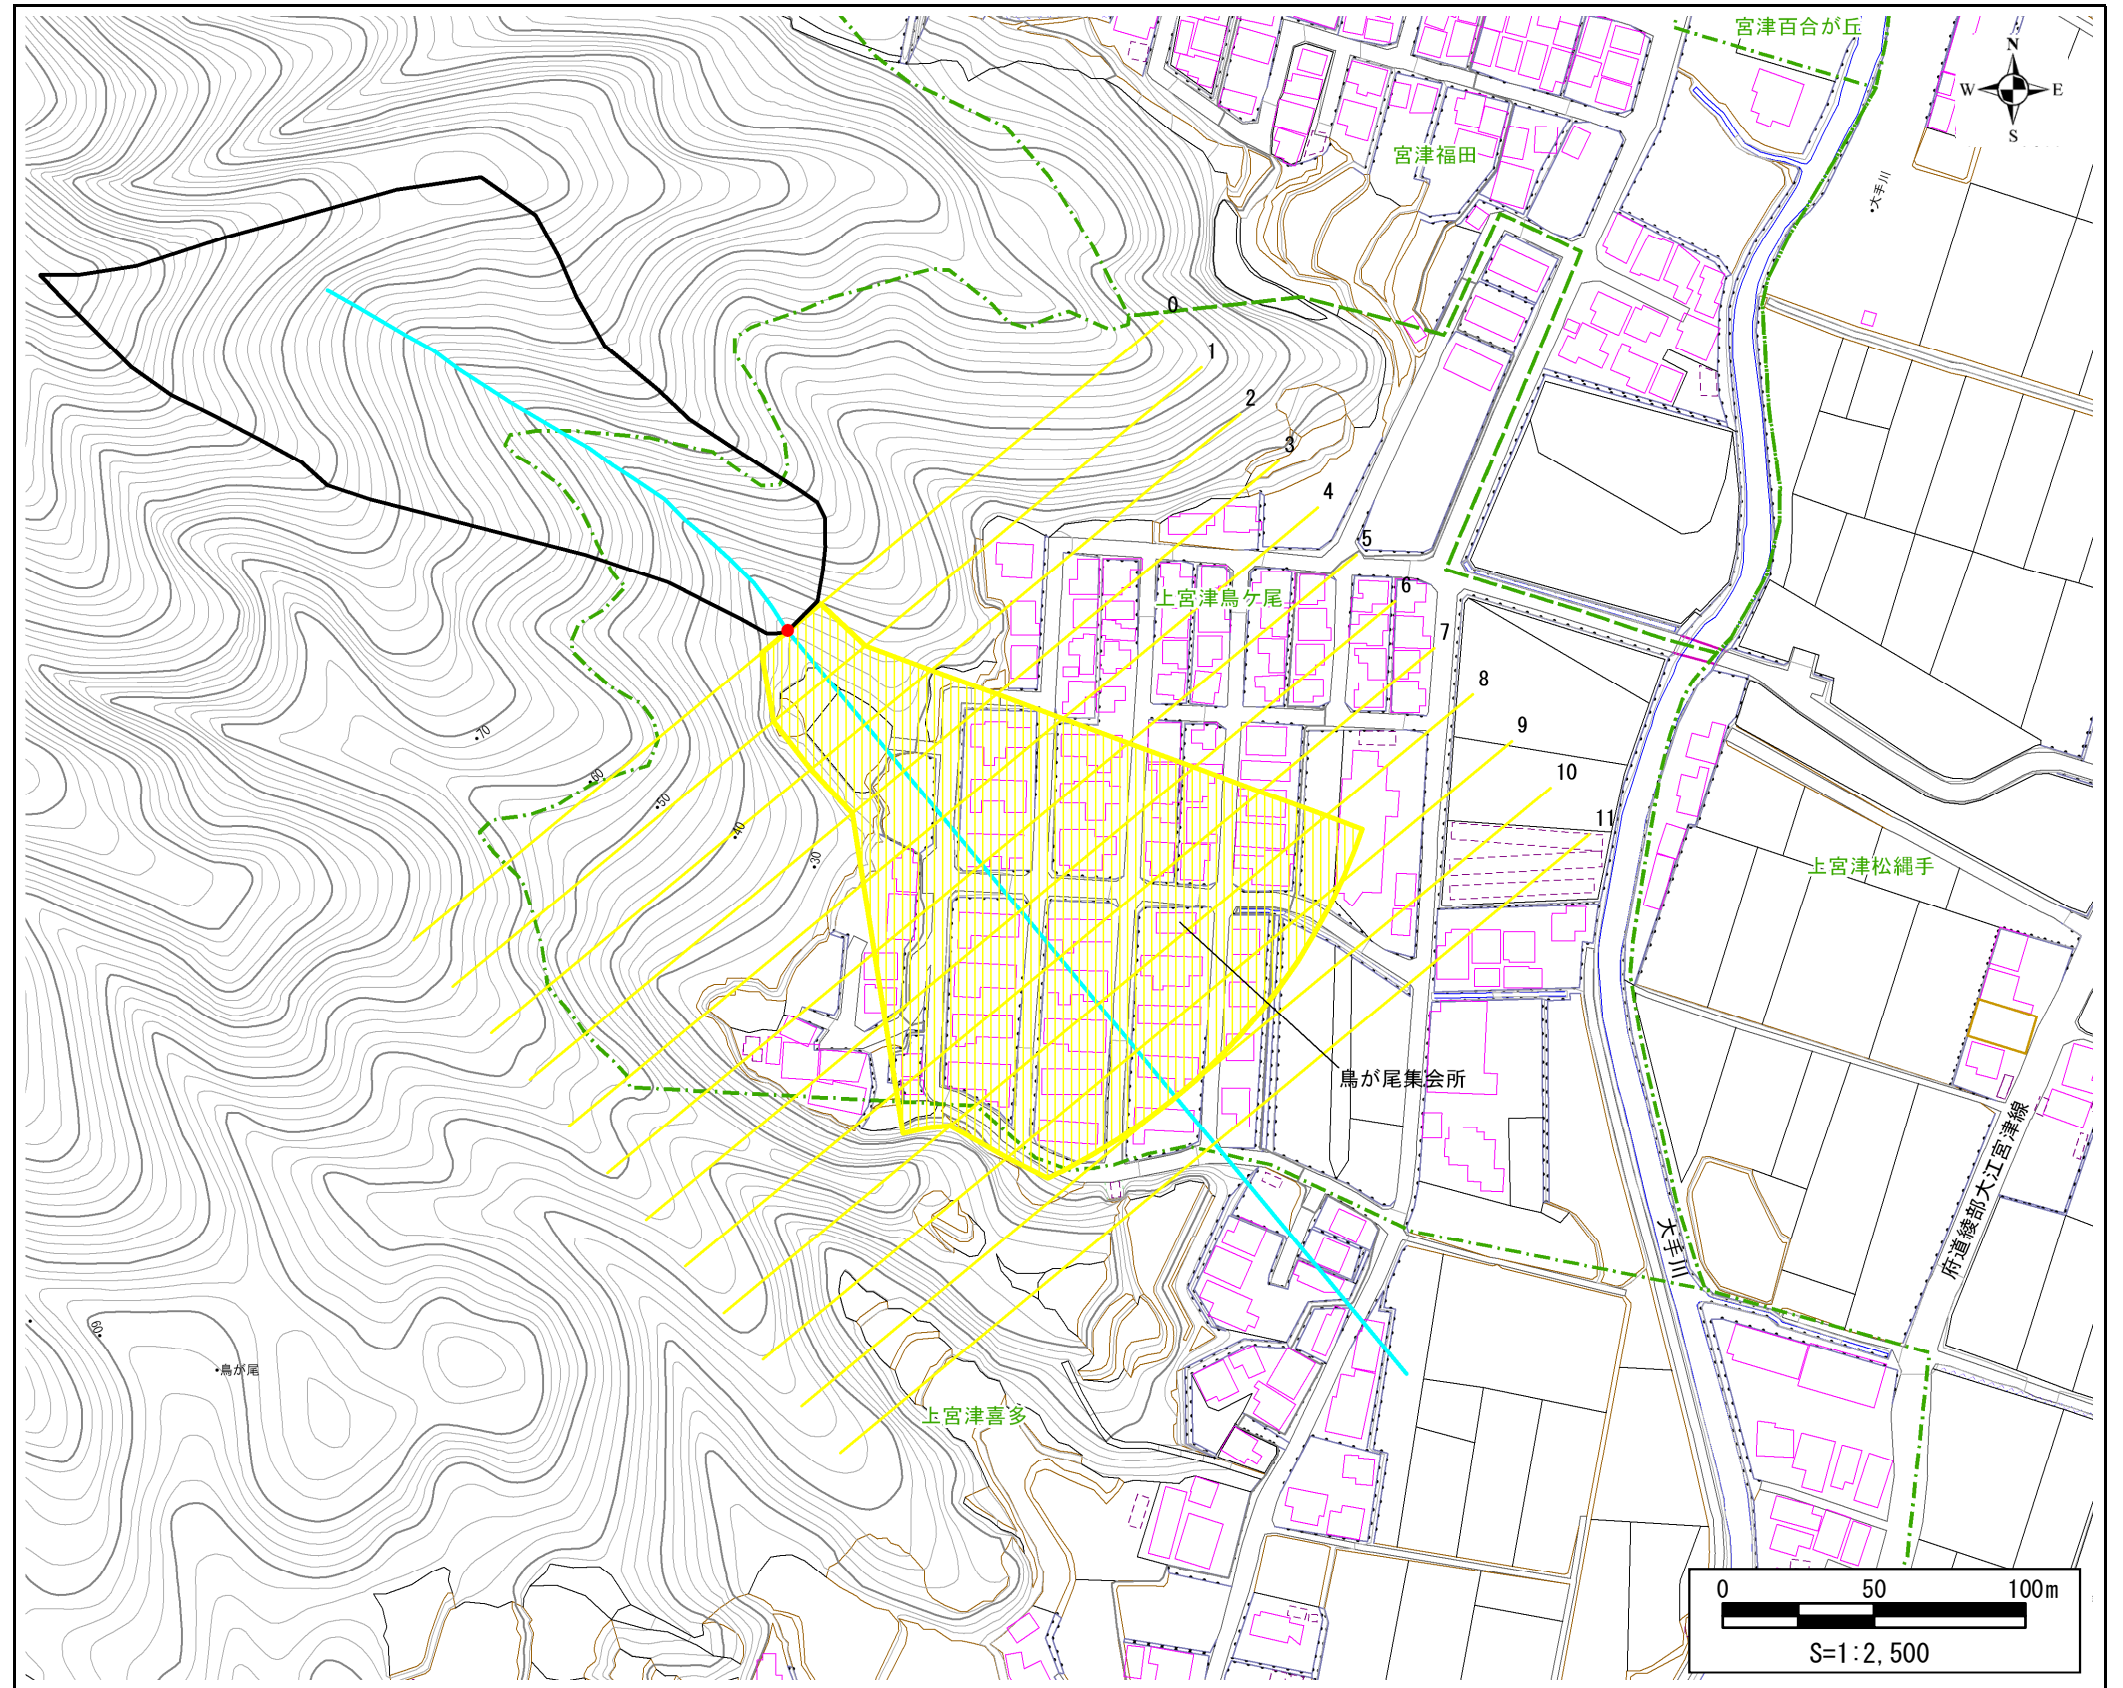 宮津百合が丘
N
W
E
S
大手川
宮津福田
0
1
2
3
4
5
上宮津鳥ケ尾
6
7
8
9
10
11
70
60
50
40
30
上宮津松縄手
鳥が尾集会所
府道綾部大江宮津線
大手川
60
鳥が尾
上宮津喜多
0 50 100m
S=1:2,500